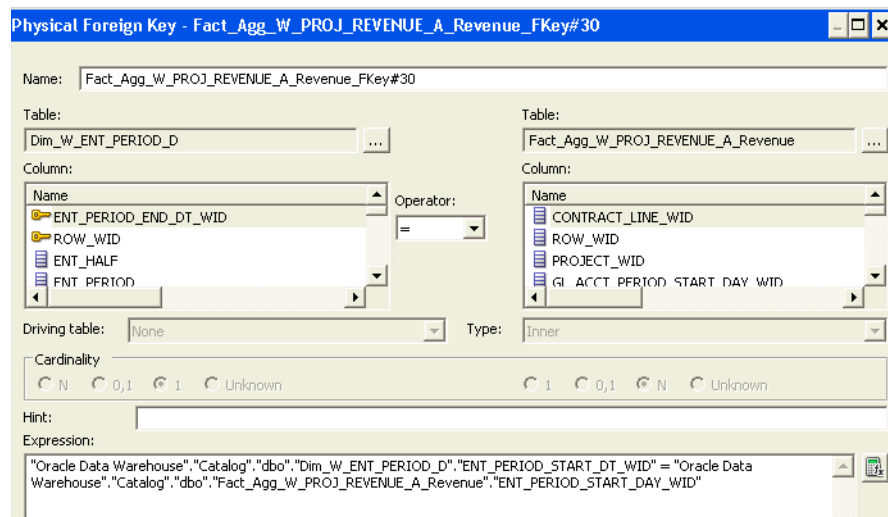 Physical Foreign Key - Fact_Agg_W_PROJ_REVENUE_A_Revenue_FKey#30
Name: Fact_Agg_W_PROJ_REVENUE_A_Revenue_FKey#30
Table: Table:
Dim_W_ENT_PERIOD_D ... Fact_Agg_W_PROJ_REVENUE_A_Revenue ...
Column: Column:
Name Operator: Name
ENT_PERIOD_END_DT_WID = CONTRACT_LINE_WID
ROW_WID ROW_WID
ENT_HALF PROJECT_WID
ENT_PERIOD GL_ACCT_PERIOD_START_DAY_WID
Driving table: None Type: Inner
Cardinality
N 0,1 1 Unknown 1 0,1 N Unknown
Hint:
Expression:
"Oracle Data Warehouse"."Catalog"."dbo"."Dim_W_ENT_PERIOD_D"."ENT_PERIOD_START_DT_WID" = "Oracle Data
Warehouse"."Catalog"."dbo"."Fact_Agg_W_PROJ_REVENUE_A_Revenue"."ENT_PERIOD_START_DAY_WID"